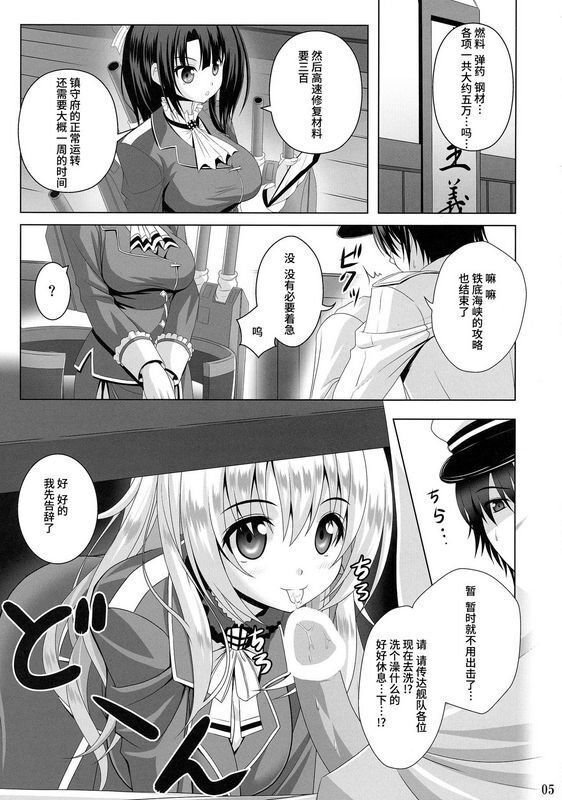 燃料 弹药 钢材…
各项 一共大约五万…吗…
主義
然后高速修复材料
要三百
镇守府的正常运转
还需要大概一周的时间
嘛 嘛
铁底海峡的攻略
也结束了
ビクッ
没 没有必要着急
呜
?
ちら…
暂 暂时就不用出击了…
请 请传达舰队各位
现在去洗!?
洗个澡什么的
好好休息…下…!?
好 好的
我先告辞了
ちろ
ちろ
どーん
05